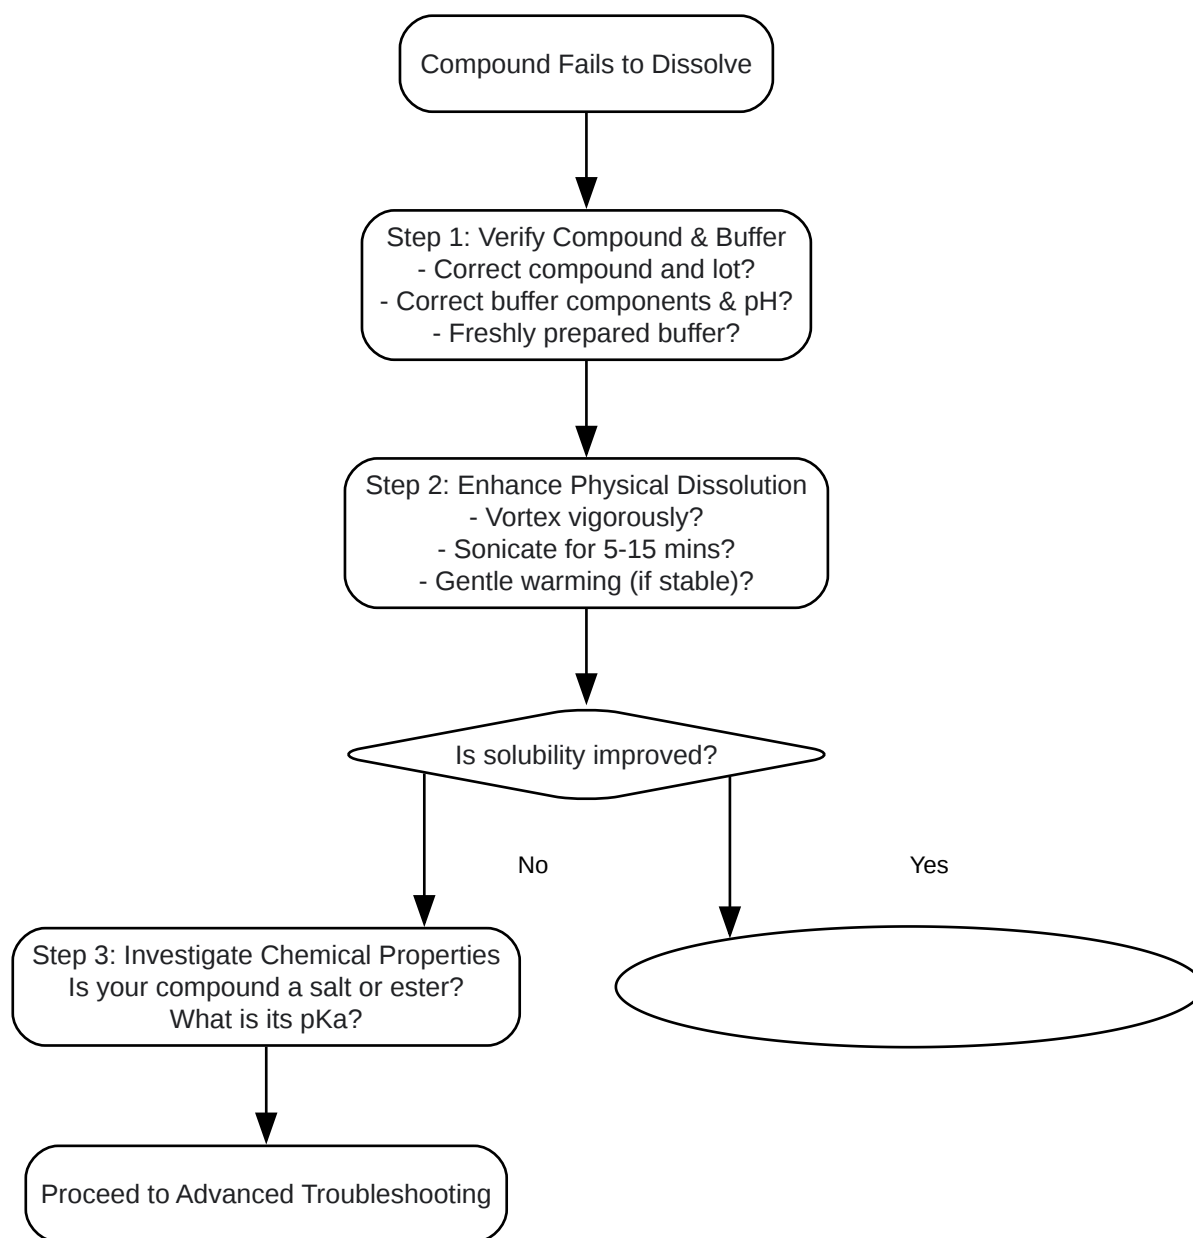 Compound Fails to Dissolve
Step 1: Verify Compound & Buffer
- Correct compound and lot?
- Correct buffer components & pH?
- Freshly prepared buffer?
Step 2: Enhance Physical Dissolution
- Vortex vigorously?
- Sonicate for 5-15 mins?
- Gentle warming (if stable)?
Is solubility improved?
No
Yes
Step 3: Investigate Chemical Properties
Is your compound a salt or ester?
What is its pKa?
Proceed to Advanced Troubleshooting